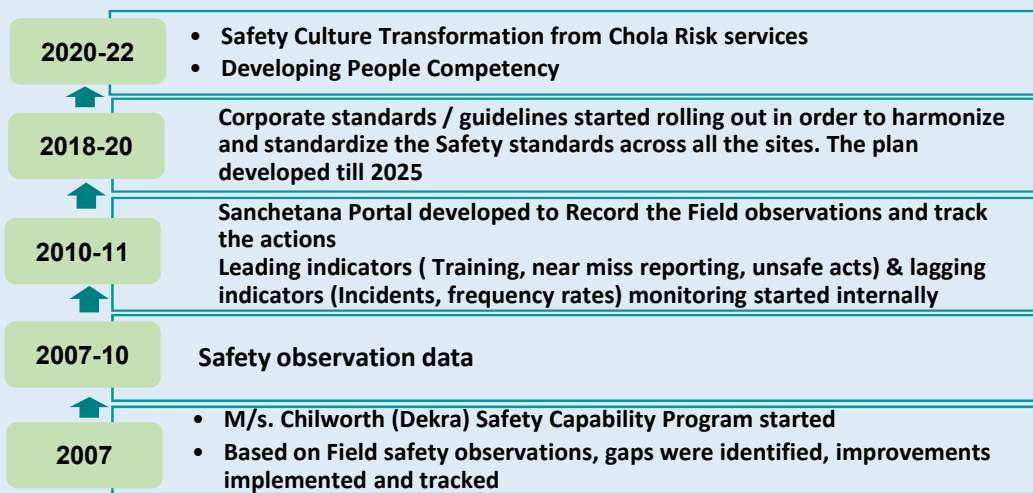 2020-22
• Safety Culture Transformation from Chola Risk services
• Developing People Competency
2018-20
Corporate standards / guidelines started rolling out in order to harmonize
and standardize the Safety standards across all the sites. The plan
developed till 2025
2010-11
Sanchetana Portal developed to Record the Field observations and track
the actions
Leading indicators ( Training, near miss reporting, unsafe acts) & lagging
indicators (Incidents, frequency rates) monitoring started internally
2007-10
Safety observation data
2007
• M/s. Chilworth (Dekra) Safety Capability Program started
• Based on Field safety observations, gaps were identified, improvements
implemented and tracked